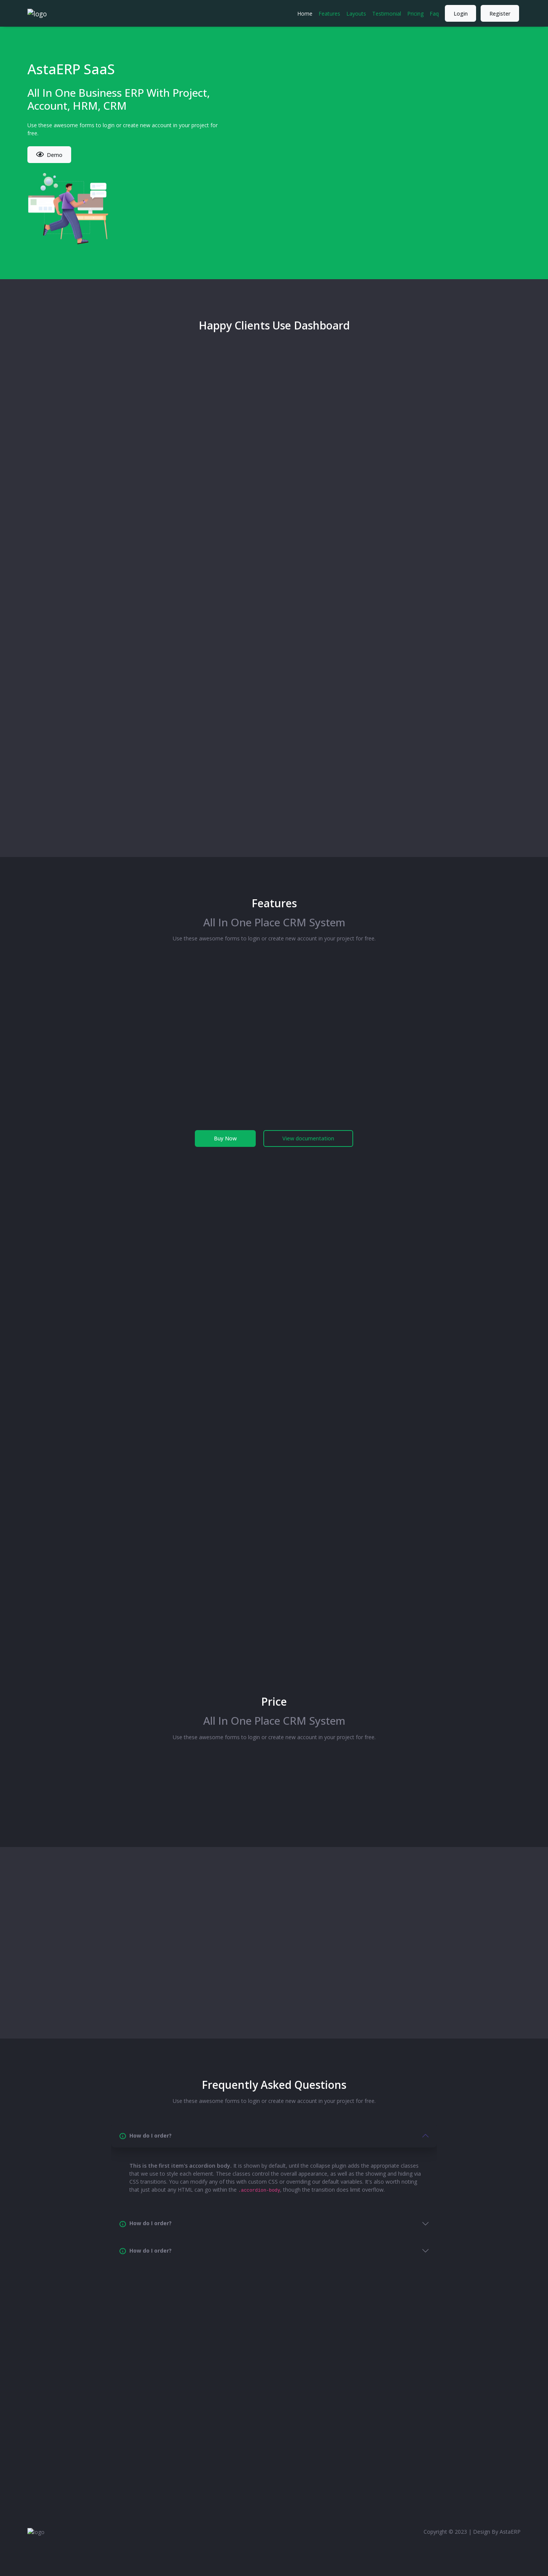 logo
Home Features Layouts Testimonial Pricing Faq Login Register
AstaERP SaaS
All In One Business ERP With Project,
Account, HRM, CRM
Use these awesome forms to login or create new account in your project for
free.
Demo
Happy Clients Use Dashboard
Features
All In One Place CRM System
Use these awesome forms to login or create new account in your project for free.
Buy Now View documentation
Price
All In One Place CRM System
Use these awesome forms to login or create new account in your project for free.
Frequently Asked Questions
Use these awesome forms to login or create new account in your project for free.
How do I order?
This is the first item's accordion body. It is shown by default, until the collapse plugin adds the appropriate classes
that we use to style each element. These classes control the overall appearance, as well as the showing and hiding via
CSS transitions. You can modify any of this with custom CSS or overriding our default variables. It's also worth noting
that just about any HTML can go within the .accordion-body, though the transition does limit overflow.
How do I order?
How do I order?
logo
Copyright © 2023 | Design By AstaERP